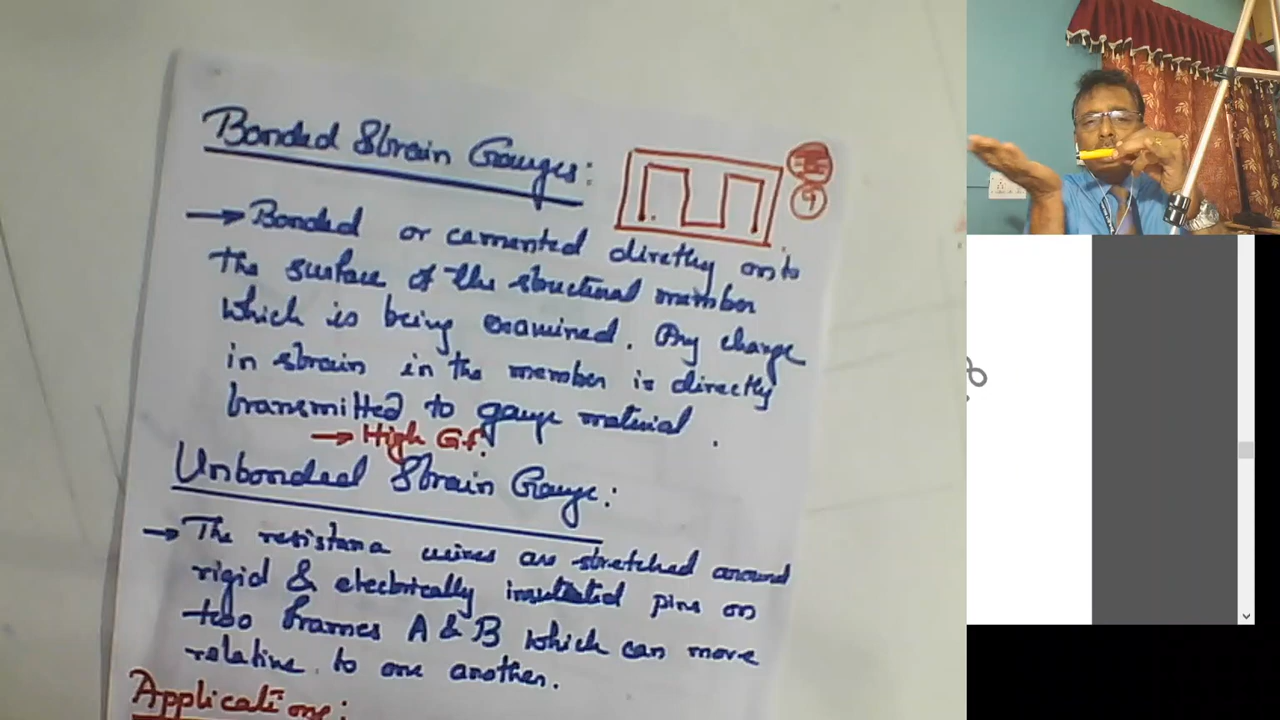 Bonded Strain Gauges:
9
→ Bonded or cemented directly onto
the surface of the structural member
which is being examined. Any change
in strain in the member is directly
transmitted to gauge material.
→ High G.f.
Unbonded Strain Gauge:
→ The resistance wires are stretched around
rigid & electrically insulated pins on
two frames A & B which can move
relative to one another.
Applications: